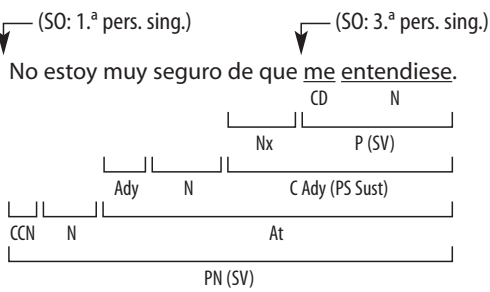 (SO: 1.ª pers. sing.) (SO: 3.ª pers. sing.)
No estoy muy seguro de que me entendiese.
CD N
Nx P (SV)
Ady N C Ady (PS Sust)
CCN N At
PN (SV)